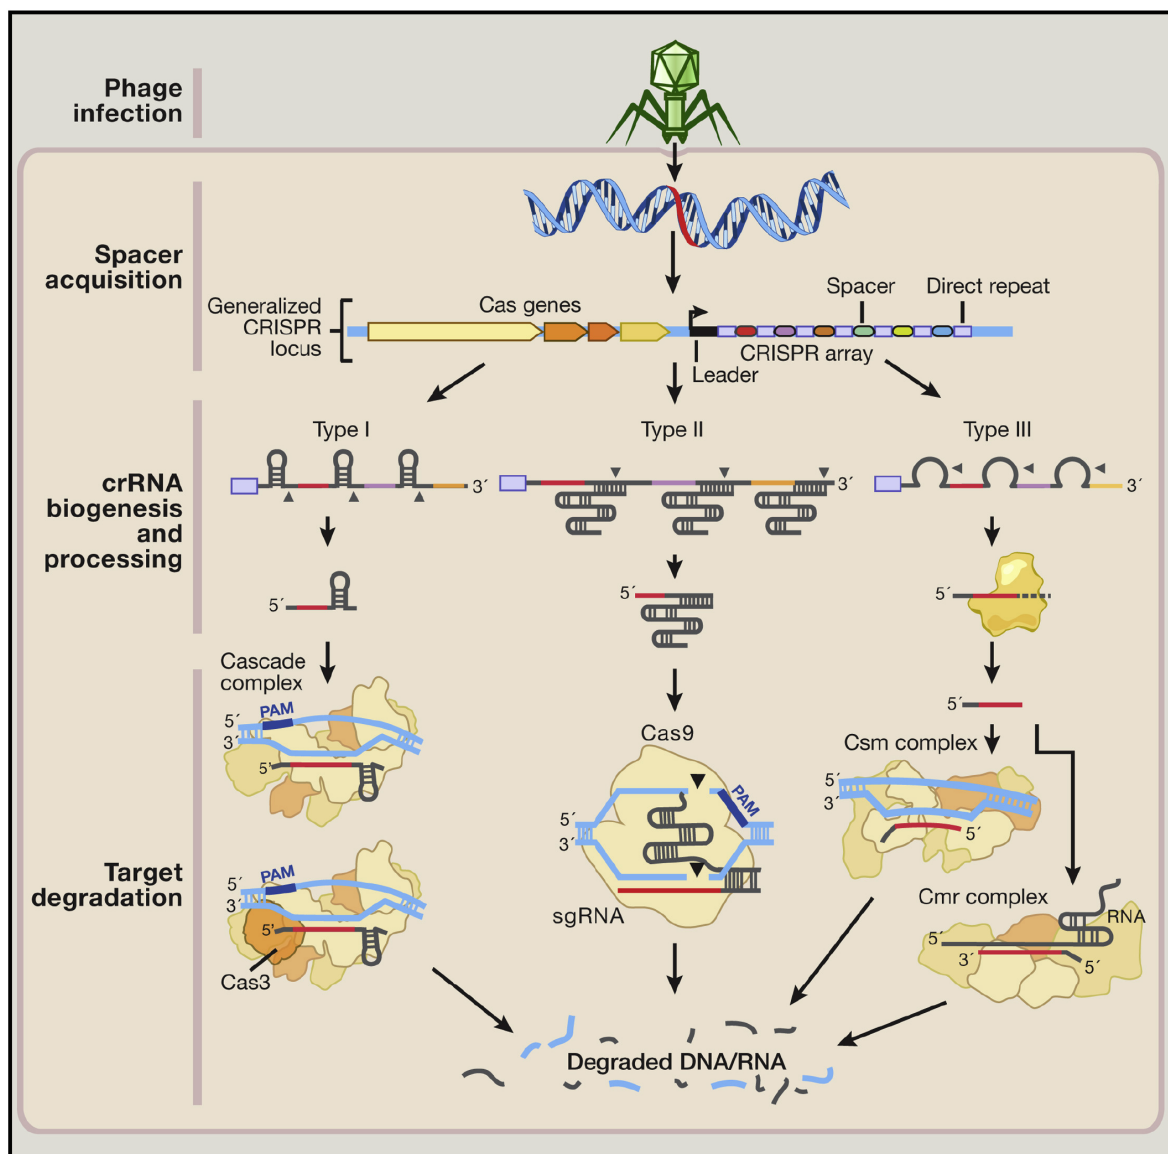 Phage
infection
Spacer
acquisition
Generalized
CRISPR
locus
Cas genes
Spacer
Direct repeat
CRISPR array
Leader
crRNA
biogenesis
and
processing
Type I
Type II
Type III
3´
3´
3´
5´
5´
5´
Target
degradation
Cascade
complex
PAM
5´
3´
5'
Cas9
PAM
5´
3´
sgRNA
5´
Csm complex
5´
3´
5´
PAM
5´
3´
5'
Cas3
Cmr complex
RNA
5´
3´
5´
Degraded DNA/RNA